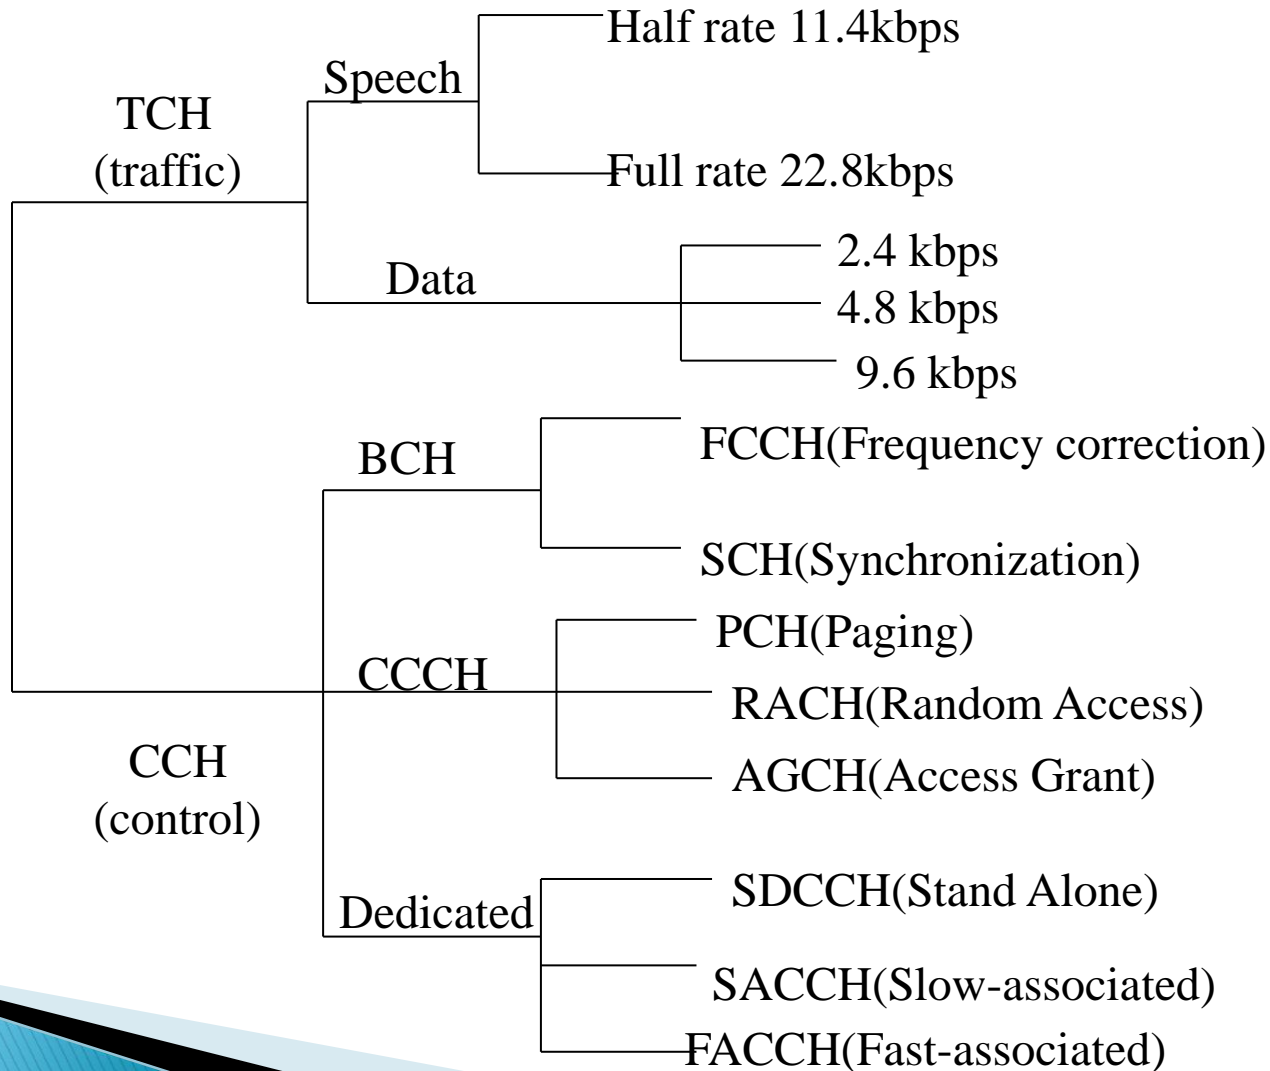 Half rate 11.4kbps
Speech
TCH
(traffic)
Full rate 22.8kbps
2.4 kbps
Data
4.8 kbps
9.6 kbps
FCCH(Frequency correction)
BCH
SCH(Synchronization)
PCH(Paging)
CCCH
RACH(Random Access)
CCH
(control)
AGCH(Access Grant)
SDCCH(Stand Alone)
Dedicated
SACCH(Slow-associated)
FACCH(Fast-associated)